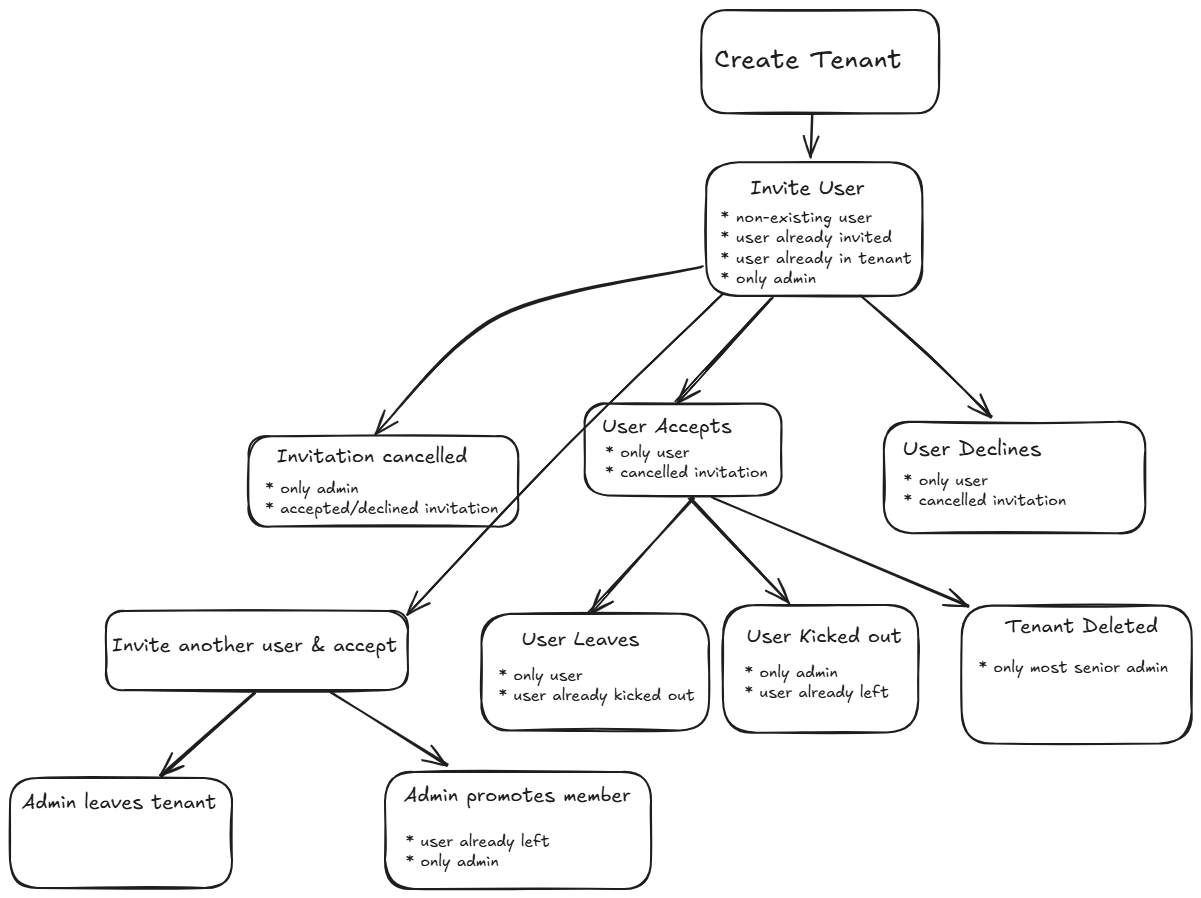 Create Tenant
Invite User
* non-existing user
* user already invited
* user already in tenant
* only admin
Invitation cancelled
* only admin
* accepted/declined invitation
User Accepts
* only user
* cancelled invitation
User Declines
* only user
* cancelled invitation
Invite another user & accept
User Leaves
* only user
* user already kicked out
User Kicked out
* only admin
* user already left
Tenant Deleted
* only most senior admin
Admin leaves tenant
Admin promotes member
* user already left
* only admin